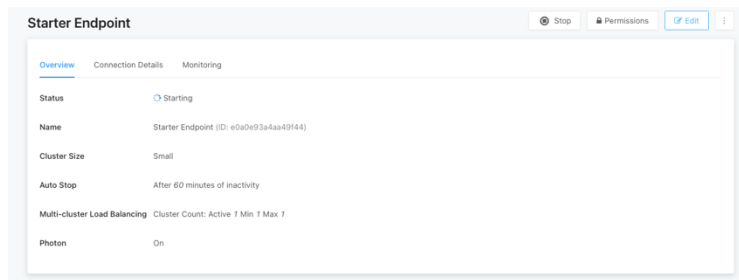 Starter Endpoint
Stop Permissions Edit
Overview Connection Details Monitoring
Status Starting
Name Starter Endpoint (ID: e0a0e93a4aa49f44)
Cluster Size Small
Auto Stop After 60 minutes of inactivity
Multi-cluster Load Balancing Cluster Count: Active 1 Min 1 Max 1
Photon On